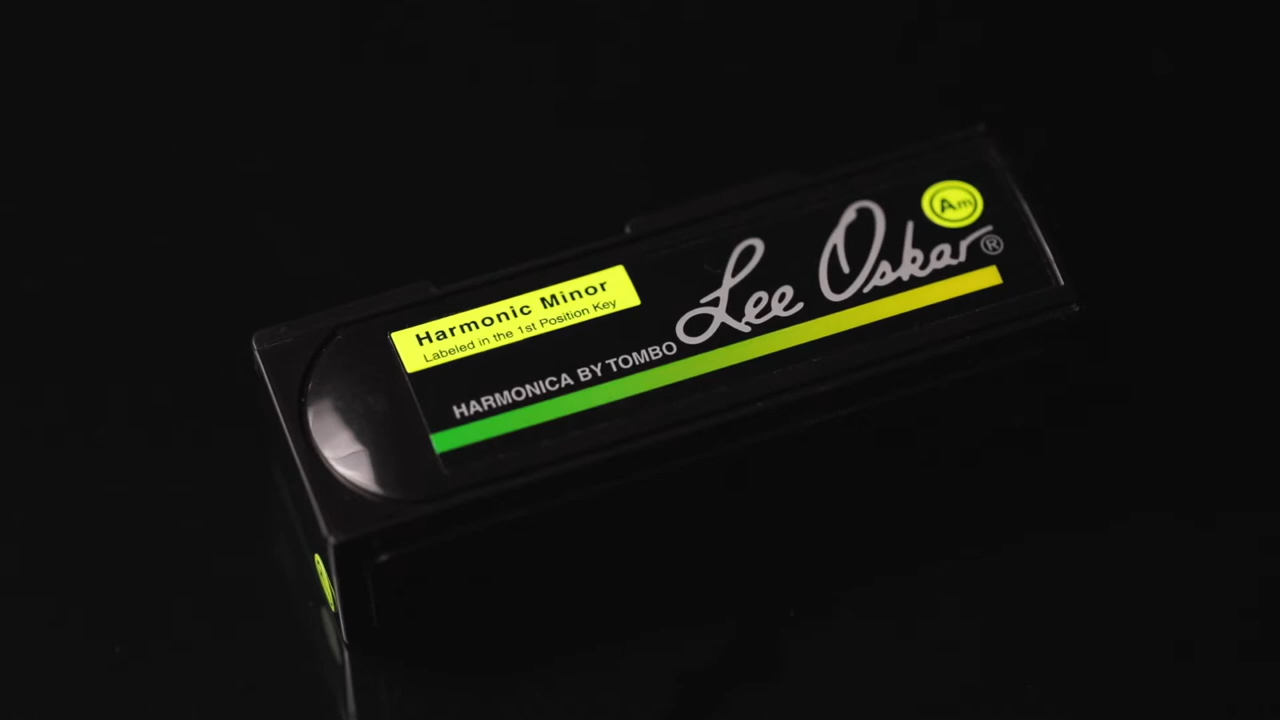 Harmonic Minor
Labeled in the 1st Position Key
HARMONICA BY TOMBO
Lee Oskar®
Am